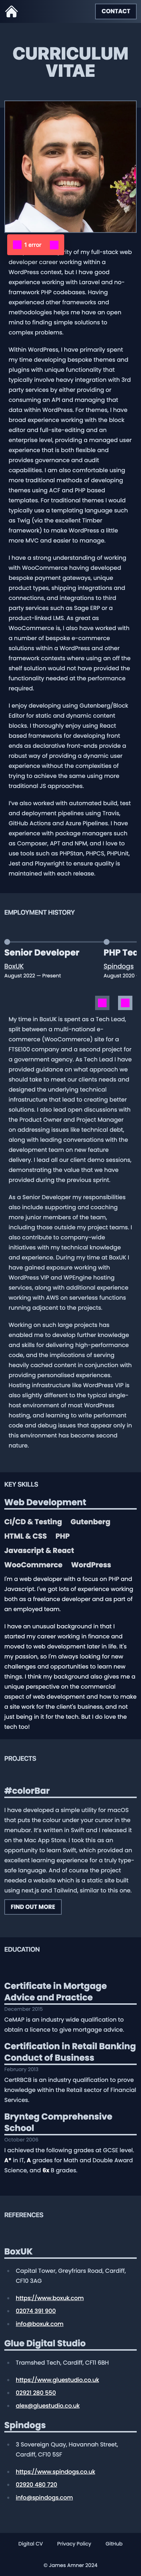 CONTACT
CURRICULUM
VITAE
1 error
ity of my full-stack web
developer career working within a
WordPress context, but I have good
experience working with Laravel and no-
framework PHP codebases. Having
experienced other frameworks and
methodologies helps me have an open
mind to finding simple solutions to
complex problems.
Within WordPress, I have primarily spent
my time developing bespoke themes and
plugins with unique functionality that
typically involve heavy integration with 3rd
party services by either providing or
consuming an API and managing that
data within WordPress. For themes, I have
broad experience working with the block
editor and full-site-editing and on an
enterprise level, providing a managed user
experience that is both flexible and
provides governance and audit
capabilities. I am also comfortable using
more traditional methods of developing
themes using ACF and PHP based
templates. For traditional themes I would
typically use a templating language such
as Twig (via the excellent Timber
framework) to make WordPress a little
more MVC and easier to manage.
I have a strong understanding of working
with WooCommerce having developed
bespoke payment gateways, unique
product types, shipping integrations and
connections, and integrations to third
party services such as Sage ERP or a
product-linked LMS. As great as
WooCommerce is, I also have worked with
a number of bespoke e-commerce
solutions within a WordPress and other
framework contexts where using an off the
shelf solution would not have provided the
functionality needed at the performance
required.
I enjoy developing using Gutenberg/Block
Editor for static and dynamic content
blocks. I thoroughly enjoy using React
based frameworks for developing front
ends as declarative front-ends provide a
robust way of providing a dynamic user
experience without the complexities of
trying to achieve the same using more
traditional JS approaches.
I've also worked with automated build, test
and deployment pipelines using Travis,
GitHub Actions and Azure Pipelines. I have
experience with package managers such
as Composer, APT and NPM, and I love to
use tools such as PHPStan, PHPCS, PHPUnit,
Jest and Playwright to ensure quality is
maintained with each release.
EMPLOYMENT HISTORY
Senior Developer
BoxUK
August 2022 — Present
PHP Tec
Spindogs
August 2020
My time in BoxUK is spent as a Tech Lead,
split between a multi-national e-
commerce (WooCommerce) site for a
FTSE100 company and a second project for
a government agency. As Tech Lead I have
provided guidance on what approach we
should take to meet our clients needs and
designed the underlying technical
infrastructure that would lead to creating better
solutions. I also lead open discussions with
the Product Owner and Project Manager
on addressing issues like technical debt,
along with leading conversations with the
development team on new feature
delivery. I lead all our client demo sessions,
demonstrating the value that we have
provided during the previous sprint.
As a Senior Developer my responsibilities
also include supporting and coaching
more junior members of the team,
including those outside my project teams. I
also contribute to company-wide
initiatives with my technical knowledge
and experience. During my time at BoxUK I
have gained exposure working with
WordPress VIP and WPEngine hosting
services, along with additional experience
working with AWS and serverless functions
running adjacent to the projects.
Working on such large projects has
enabled me to develop further knowledge
and skills for delivering high-performance
code, and the implications of serving
heavily cached content in conjunction with
providing personalised experiences.
Hosting infrastructure like WordPress VIP is
also slightly different to the typical single-
host environment of most WordPress
hosting, and learning to write performant
code and debug issues that appear only in
this environment has become second
nature.
KEY SKILLS
Web Development
CI/CD & Testing Gutenberg
HTML & CSS PHP
Javascript & React
WooCommerce WordPress
I'm a web developer with a focus on PHP and
Javascript. I've got lots of experience working
both as a freelance developer and as part of
an employed team.
I have an unusual background in that I
started my career working in finance and
moved to web development later in life. It's
my passion, so I'm always looking for new
challenges and opportunities to learn new
things. I think my background also gives me a
unique perspective on the commercial
aspect of web development and how to make
a site work for the client's business, and not
just being in it for the tech. But I do love the
tech too!
PROJECTS
#colorBar
I have developed a simple utility for macOS
that puts the colour under your cursor in the
menubar. It's written in Swift and I released it
on the Mac App Store. I took this as an
opportunity to learn Swift, which provided an
excellent learning experience for a truly type-
safe language. And of course the project
needed a website which is a static site built
using next.js and Tailwind, similar to this one.
FIND OUT MORE
EDUCATION
Certificate in Mortgage
Advice and Practice
December 2015
CeMAP is an industry wide qualification to
obtain a licence to give mortgage advice.
Certification in Retail Banking
Conduct of Business
February 2013
CertRBCB is an industry qualification to prove
knowledge within the Retail sector of Financial
Services.
Brynteg Comprehensive
School
October 2006
I achieved the following grades at GCSE level.
A* in IT, A grades for Math and Double Award
Science, and 6x B grades.
REFERENCES
BoxUK
Capital Tower, Greyfriars Road, Cardiff,
CF10 3AG
https://www.boxuk.com
02074 391 900
info@boxuk.com
Glue Digital Studio
Tramshed Tech, Cardiff, CF11 6BH
https://www.gluestudio.co.uk
02921 280 550
alex@gluestudio.co.uk
Spindogs
3 Sovereign Quay, Havannah Street,
Cardiff, CF10 5SF
https://www.spindogs.co.uk
02920 480 720
info@spindogs.com
Digital CV Privacy Policy GitHub
© James Amner 2024